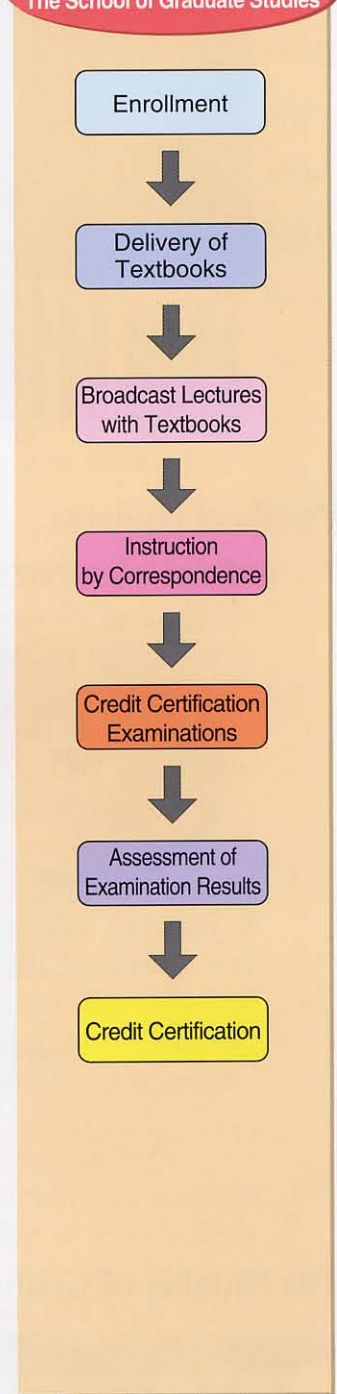 The School of Graduate Studies
Enrollment
Delivery of
Textbooks
Broadcast Lectures
with Textbooks
Instruction
by Correspondence
Credit Certification
Examinations
Assessment of
Examination Results
Credit Certification